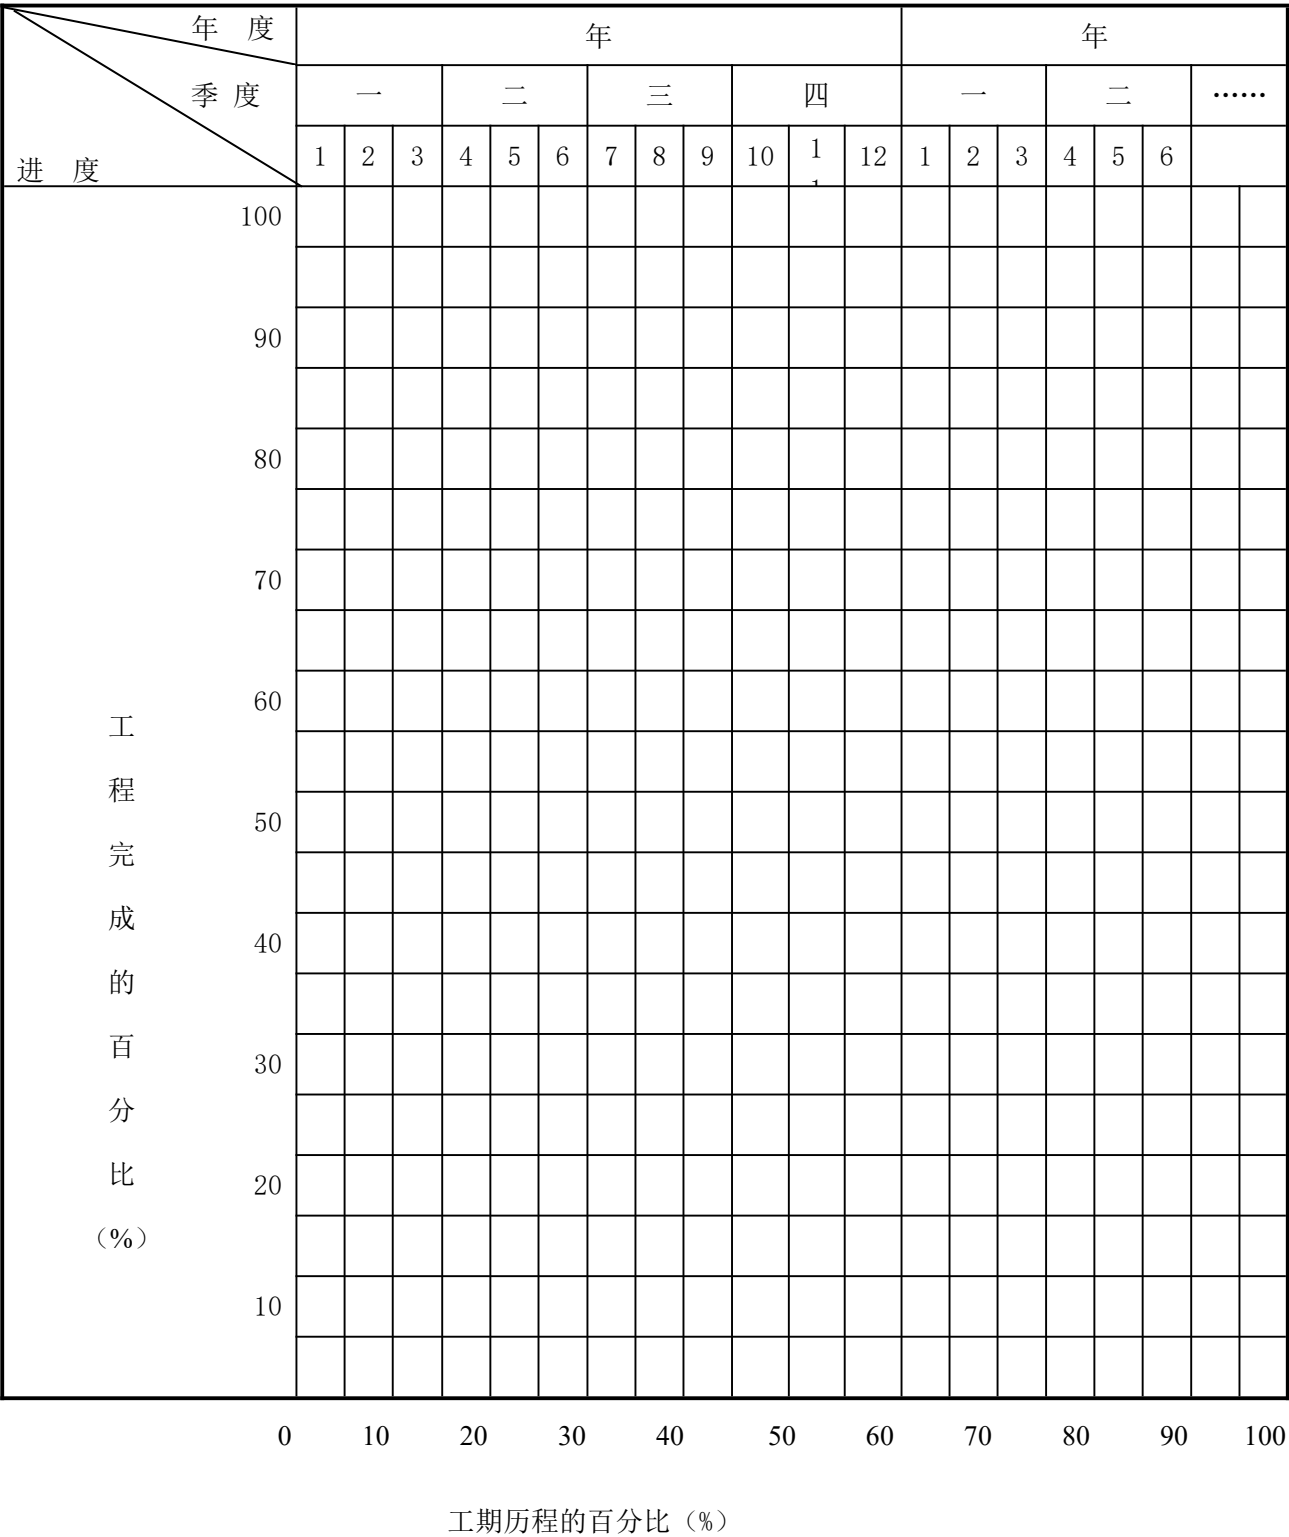 年 度 年 年
季 度 一 二 三 四 一 二 ……
进 度 1 2 3 4 5 6 7 8 9 10 11 12 1 2 3 4 5 6
100
90
80
70
60
50
40
30
20
10
工
程
完
成
的
百
分
比
（%）
0 10 20 30 40 50 60 70 80 90 100
工期历程的百分比（%）